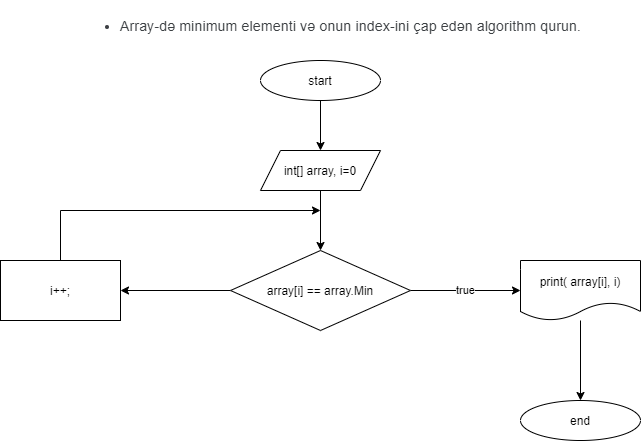 • Array-də minimum elementi və onun index-ini çap edən algorithm qurun.
start
int[] array, i=0
i++;
array[i] == array.Min
true
print( array[i], i)
end